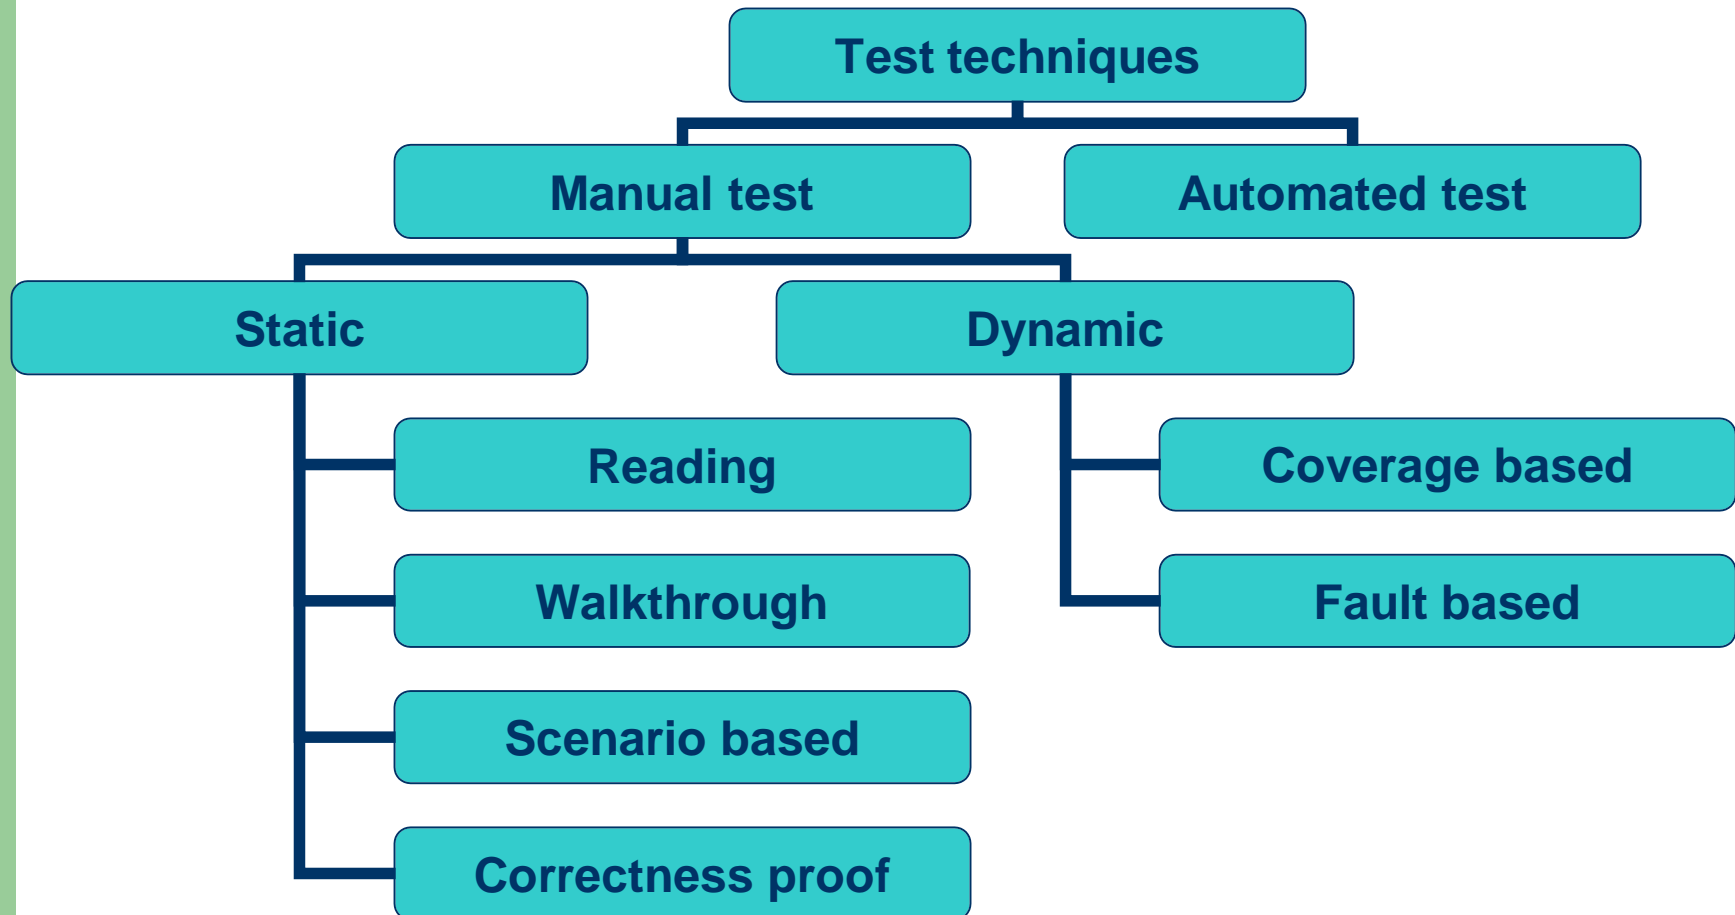 Test techniques
Manual test
Automated test
Static
Dynamic
Reading
Coverage based
Walkthrough
Fault based
Scenario based
Correctness proof